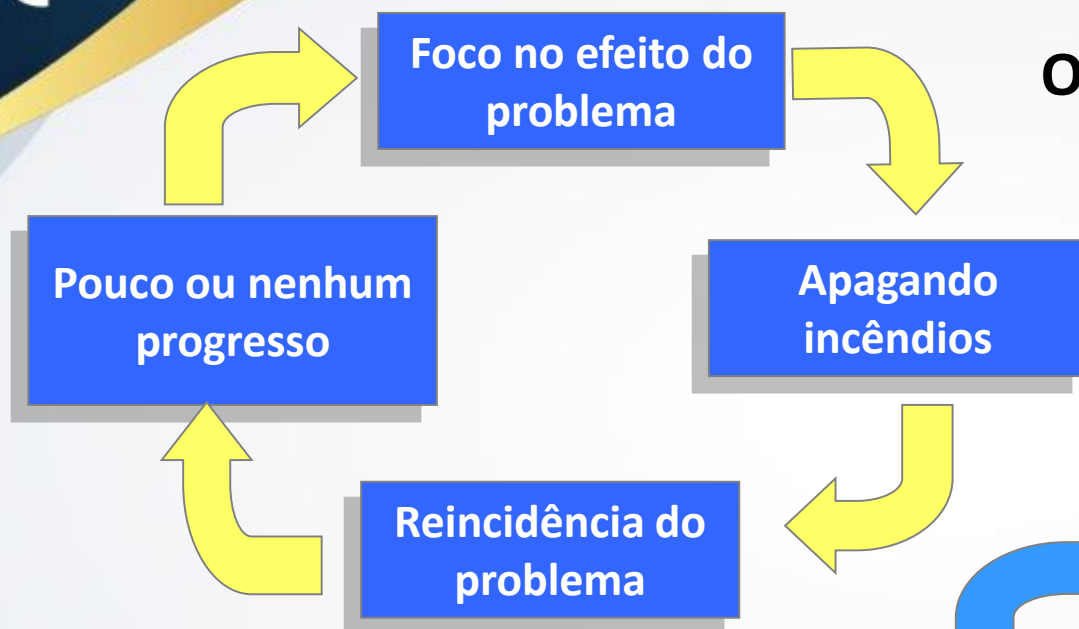 Foco no efeito do
problema
O
Pouco ou nenhum
progresso
Apagando
incêndios
Reincidência do
problema